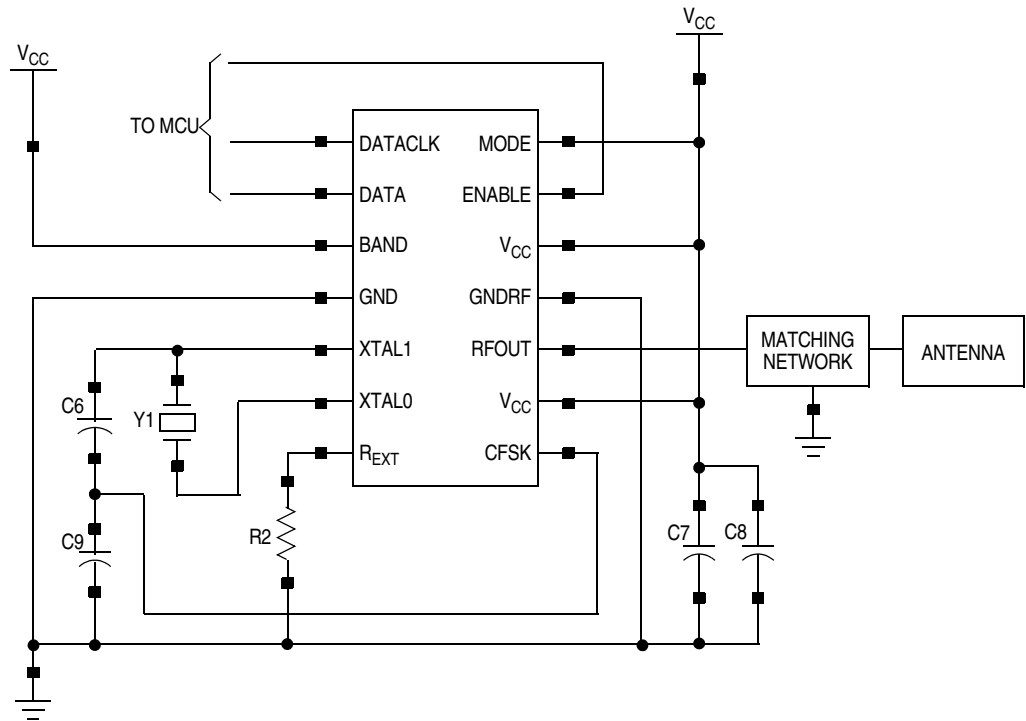 VCC
VCC
TO MCU
DATACLK MODE
DATA ENABLE
BAND VCC
GND GNDRF
XTAL1 RFOUT
MATCHING
NETWORK
ANTENNA
XTAL0 VCC
C6
Y1
REXT CFSK
R2
C9
C7
C8